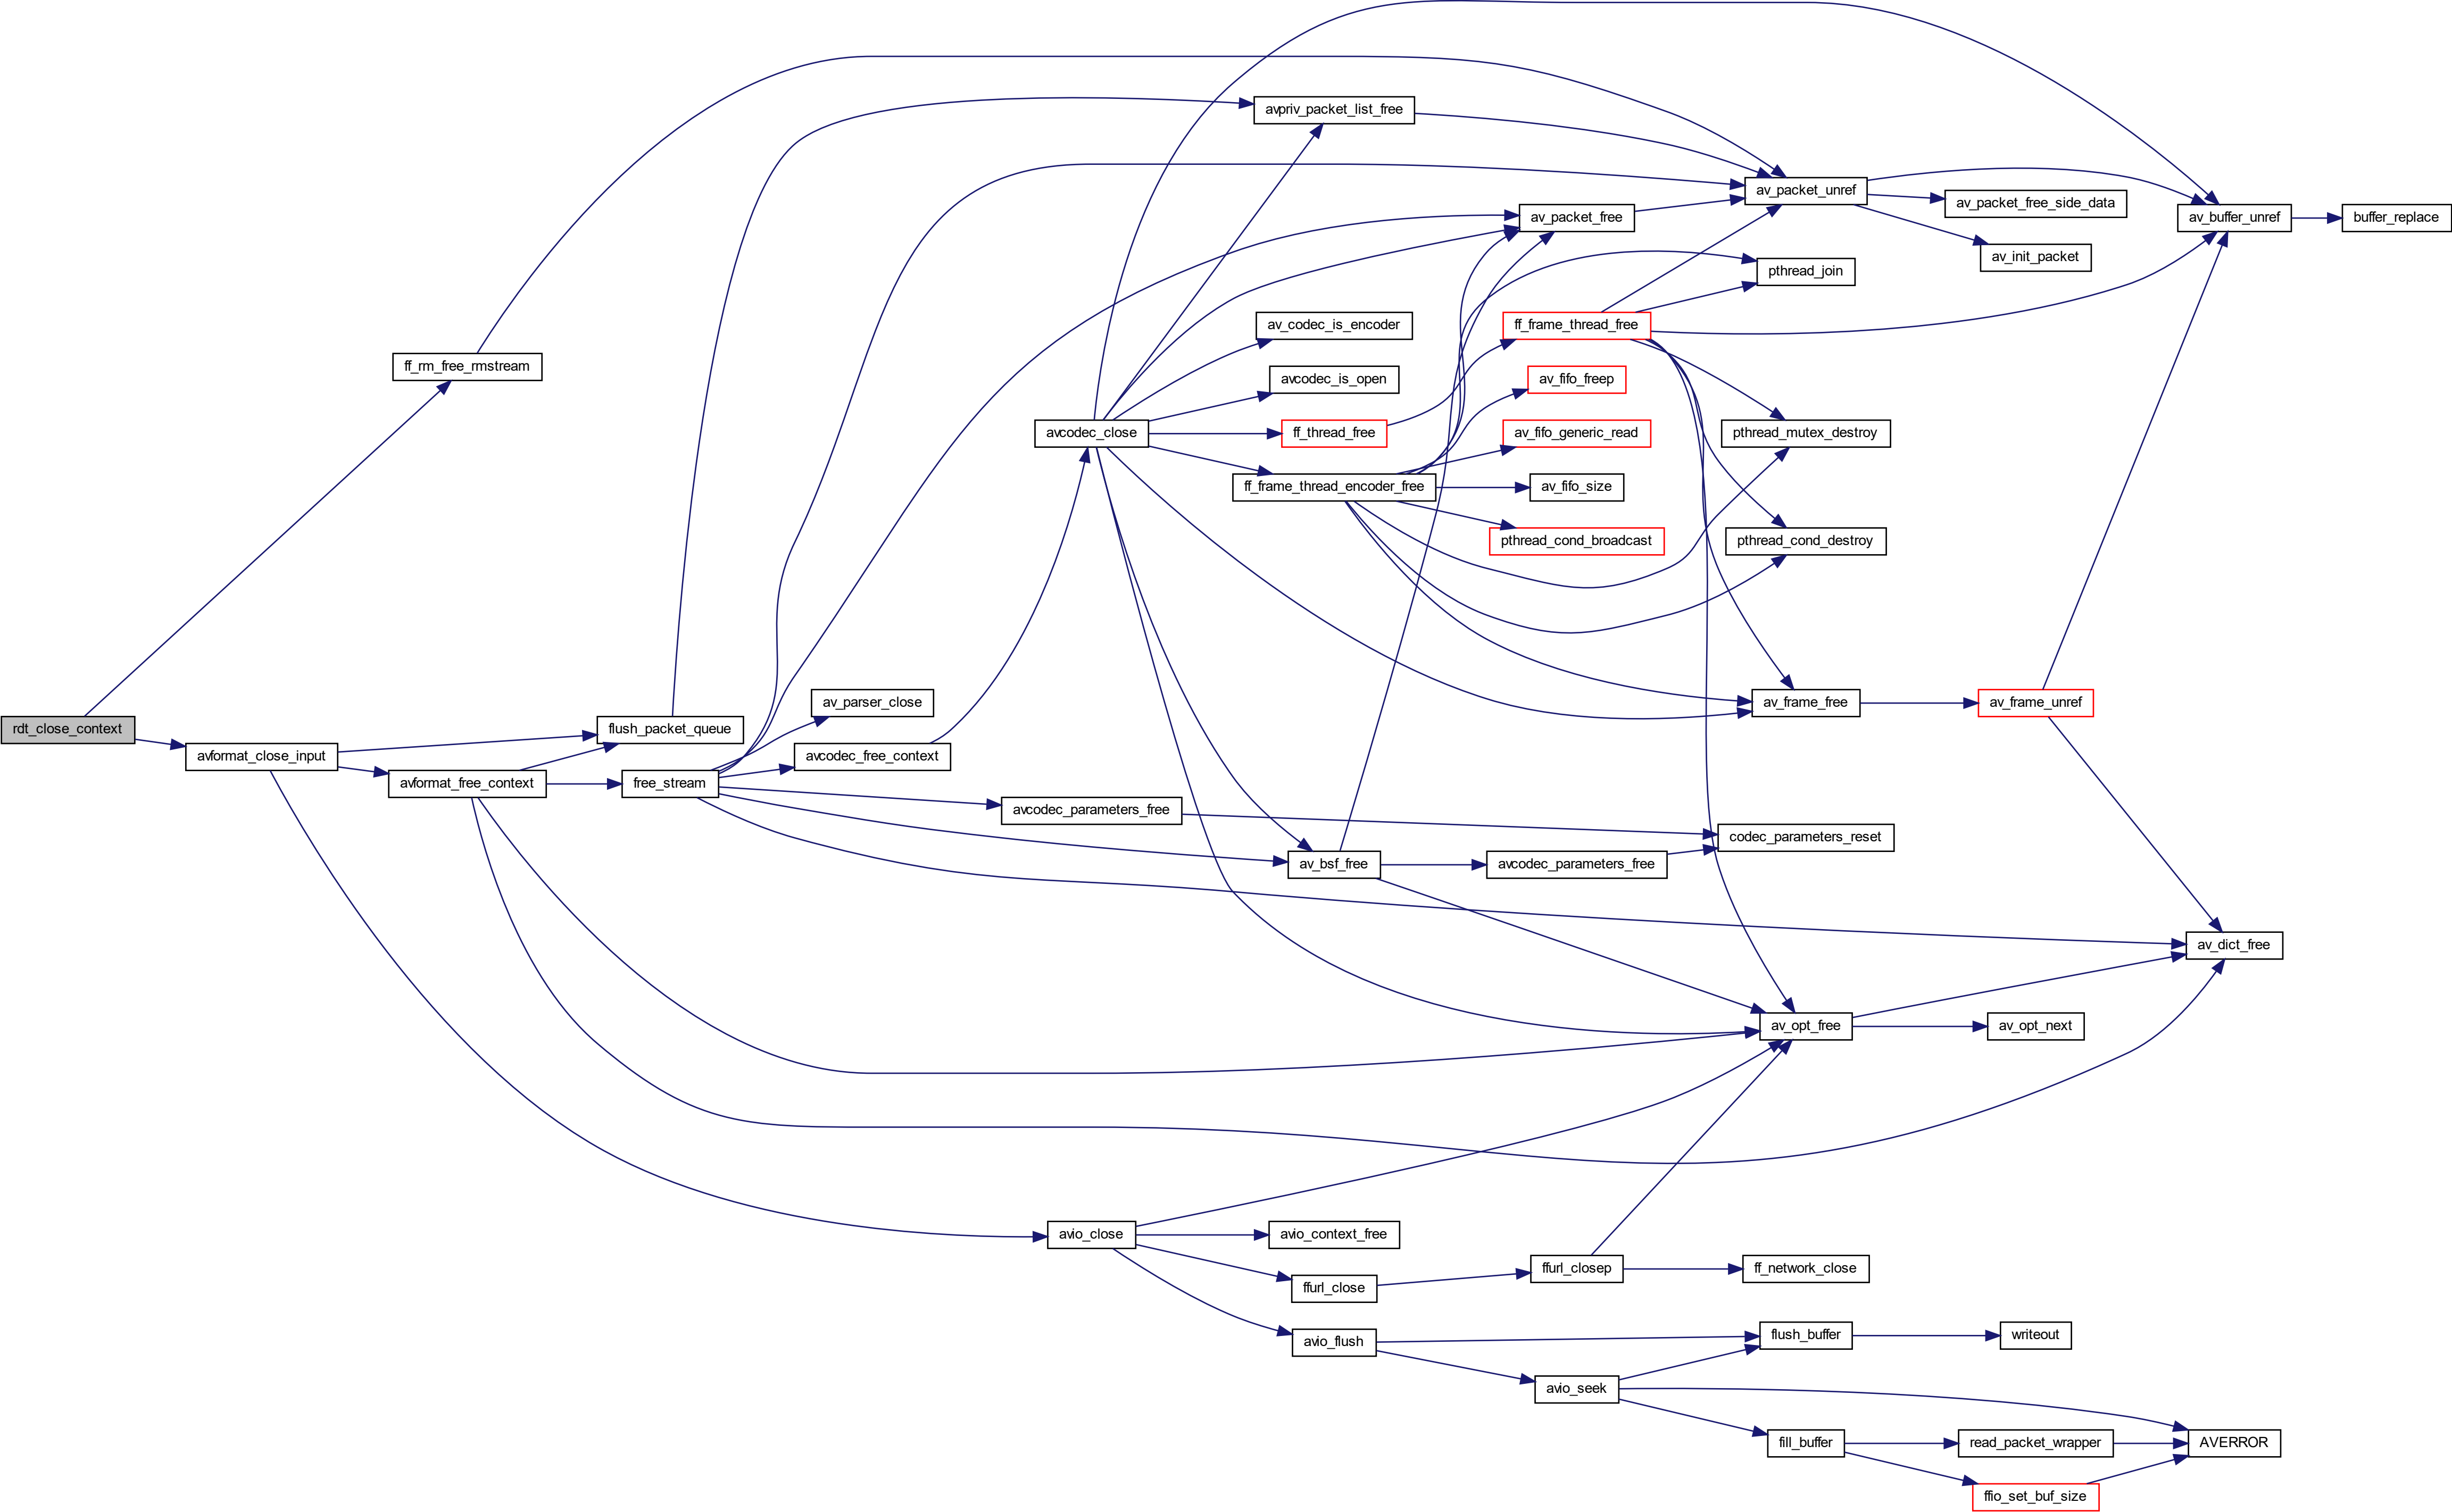 rdt_close_context
ff_rm_free_rmstream
avformat_close_input
avformat_free_context
flush_packet_queue
free_stream
av_parser_close
avcodec_free_context
avcodec_parameters_free
avcodec_close
avio_close
avpriv_packet_list_free
av_codec_is_encoder
avcodec_is_open
ff_thread_free
ff_frame_thread_encoder_free
av_bsf_free
avio_context_free
ffurl_close
avio_flush
av_packet_free
ff_frame_thread_free
av_fifo_freep
av_fifo_generic_read
av_fifo_size
pthread_cond_broadcast
avcodec_parameters_free
ffurl_closep
avio_seek
av_packet_unref
pthread_join
pthread_mutex_destroy
pthread_cond_destroy
av_frame_free
codec_parameters_reset
av_opt_free
ff_network_close
flush_buffer
fill_buffer
av_packet_free_side_data
av_init_packet
av_frame_unref
av_opt_next
writeout
read_packet_wrapper
ffio_set_buf_size
av_buffer_unref
av_dict_free
AVERROR
buffer_replace